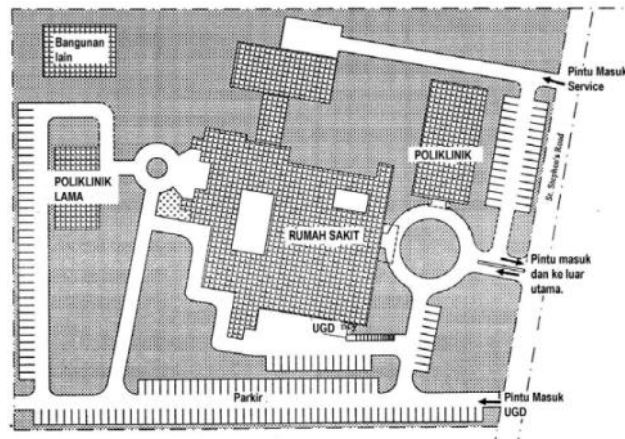 Bangunan
lain
Pintu Masuk
Service
POLIKLINIK
POLIKLINIK
LAMA
St. Stephen's Road
RUMAH SAKIT
Pintu masuk
dan ke luar
utama.
UGD
Parkir
Pintu Masuk
UGD